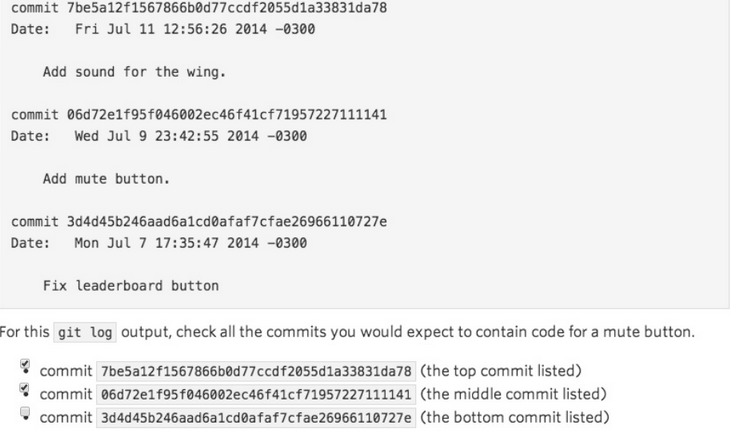 commit 7be5a12f1567866b0d77ccdf2055d1a33831da78
Date: Fri Jul 11 12:56:26 2014 -0300
Add sound for the wing.
commit 06d72e1f95f046002ec46f41cf71957227111141
Date: Wed Jul 9 23:42:55 2014 -0300
Add mute button.
commit 3d4d45b246aad6a1cd0afaf7cfae26966110727e
Date: Mon Jul 7 17:35:47 2014 -0300
Fix leaderboard button
For this git log output, check all the commits you would expect to contain code for a mute button.
commit 7be5a12f1567866b0d77ccdf2055d1a33831da78 (the top commit listed)
commit 06d72e1f95f046002ec46f41cf71957227111141 (the middle commit listed)
commit 3d4d45b246aad6a1cd0afaf7cfae26966110727e (the bottom commit listed)